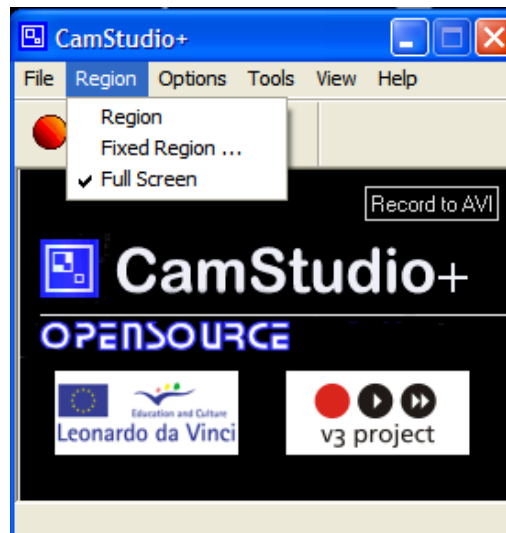 CamStudio+
File Region Options Tools View Help
Region
Fixed Region ...
Full Screen
Record to AVI
CamStudio+
OPENSOURCE
Education and Culture
Leonardo da Vinci
v3 project